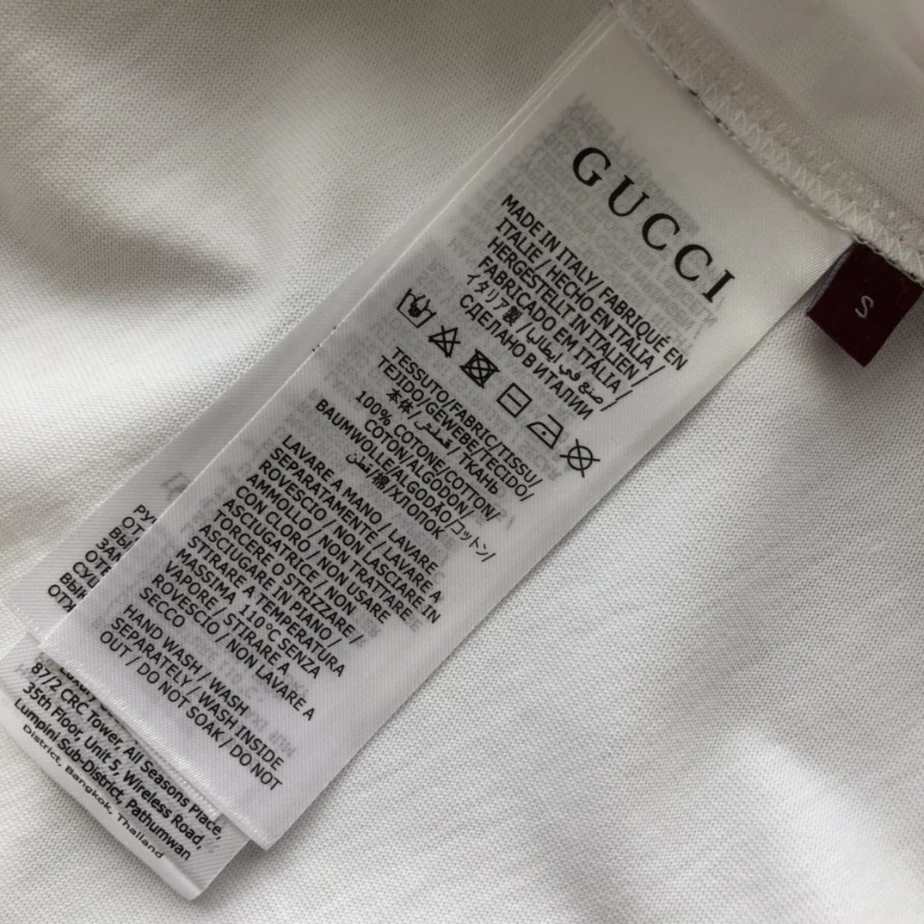 GUCCI
MADE IN ITALY/ FABRIQUÉ EN
ITALIE / HECHO EN ITALIA /
HERGESTELLT IN ITALIEN /
FABRICADO EM ITALIA /
イタリア製 / صنع في ايطاليا /
СДЕЛАНО В ИТАЛИИ
TESSUTO/FABRIC/TISSU/
TEJIDO/GEWEBE/TECIDO/
本体/قماش/ ТКАНЬ
100% COTONE/COTTON/
COTON/ALGODON/
BAUMWOLLE/ALGODÃO/コットン/
قطن/棉/ХЛОПОК
LAVARE A MANO / LAVARE
SEPARATAMENTE / LAVARE A
ROVESCIO / NON LASCIARE IN
AMMOLLO / NON TRATTARE
CON CLORO / NON USARE
ASCIUGATRICE / NON
TORCERE O STRIZZARE /
ASCIUGARE IN PIANO /
STIRARE A TEMPERATURA
MASSIMA 110°C SENZA
VAPORE / STIRARE A
ROVESCIO / NON LAVARE A
SECCO
HAND WASH / WASH
SEPARATELY / WASH INSIDE
OUT / DO NOT SOAK / DO NOT
S
87/2 CRC Tower, All Seasons Place,
35th Floor, Unit 5, Wireless Road,
Lumpini Sub-District, Pathumwan
District, Bangkok, Thailand